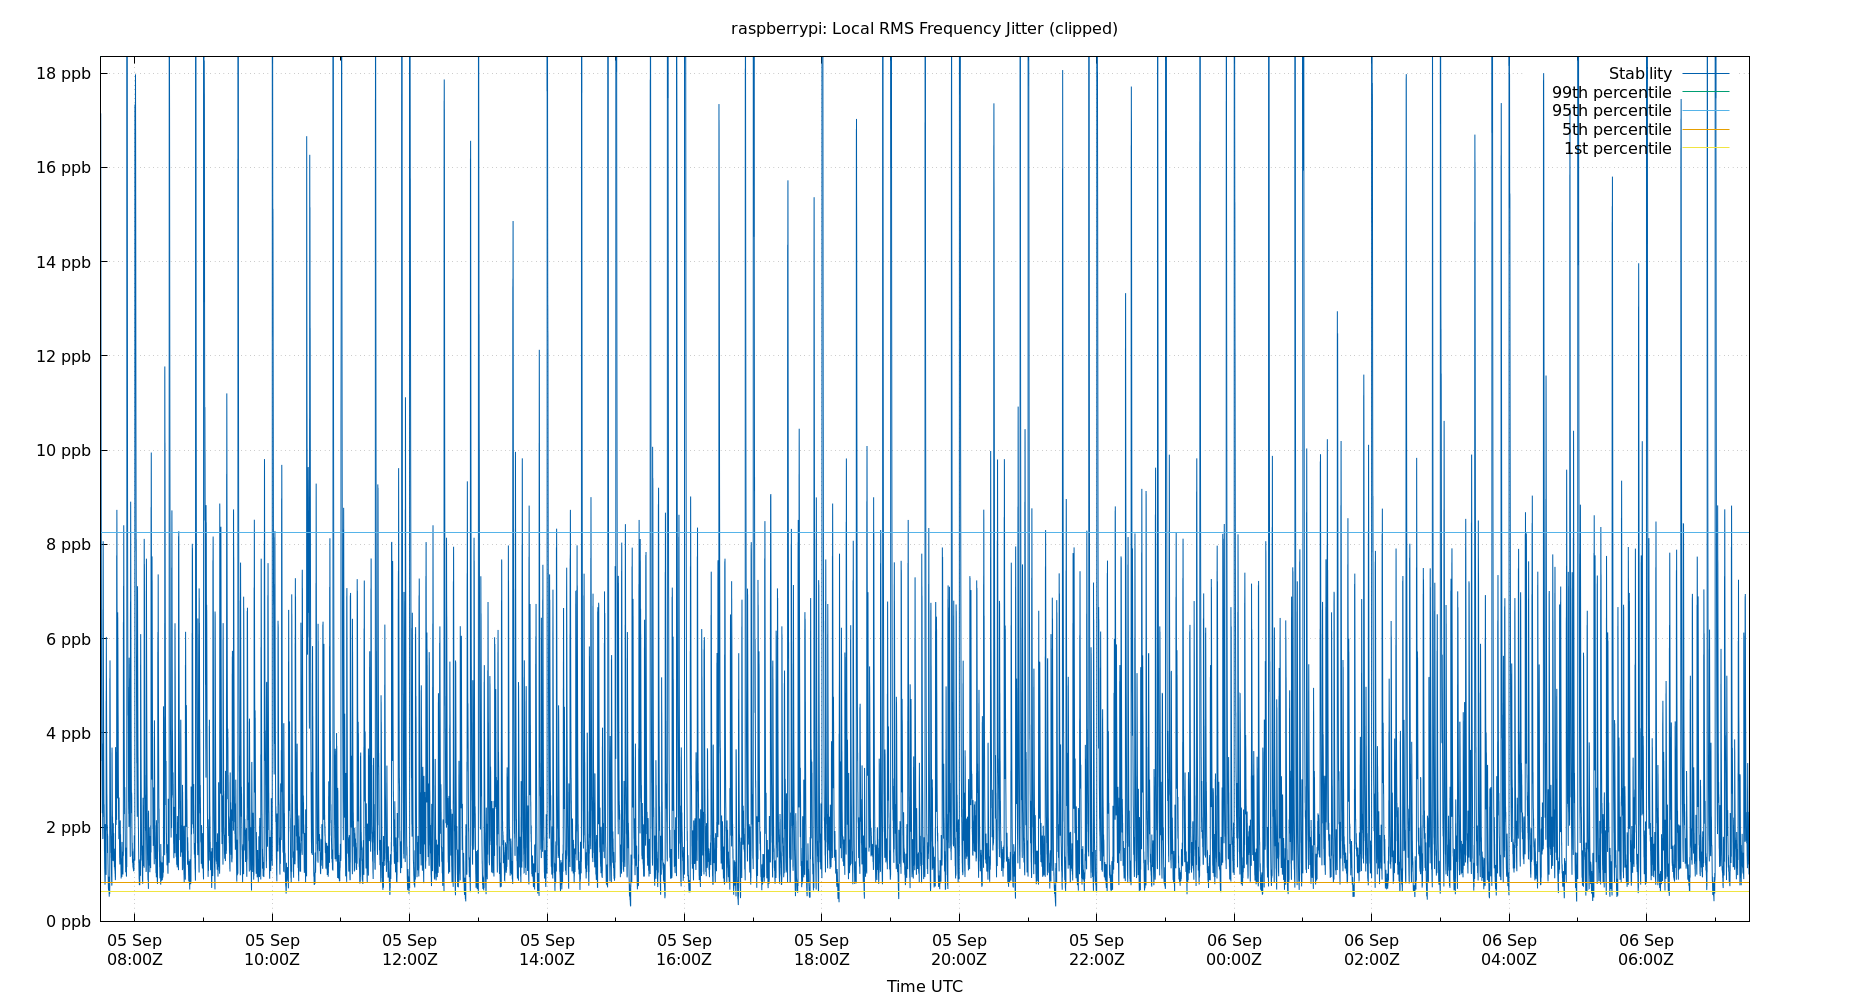 raspberrypi: Local RMS Frequency Jitter (clipped)
18 ppb
16 ppb
14 ppb
12 ppb
10 ppb
8 ppb
6 ppb
4 ppb
2 ppb
0 ppb
Stability
99th percentile
95th percentile
5th percentile
1st percentile
05 Sep
08:00Z
05 Sep
10:00Z
05 Sep
12:00Z
05 Sep
14:00Z
05 Sep
16:00Z
05 Sep
18:00Z
05 Sep
20:00Z
05 Sep
22:00Z
06 Sep
00:00Z
06 Sep
02:00Z
06 Sep
04:00Z
06 Sep
06:00Z
Time UTC